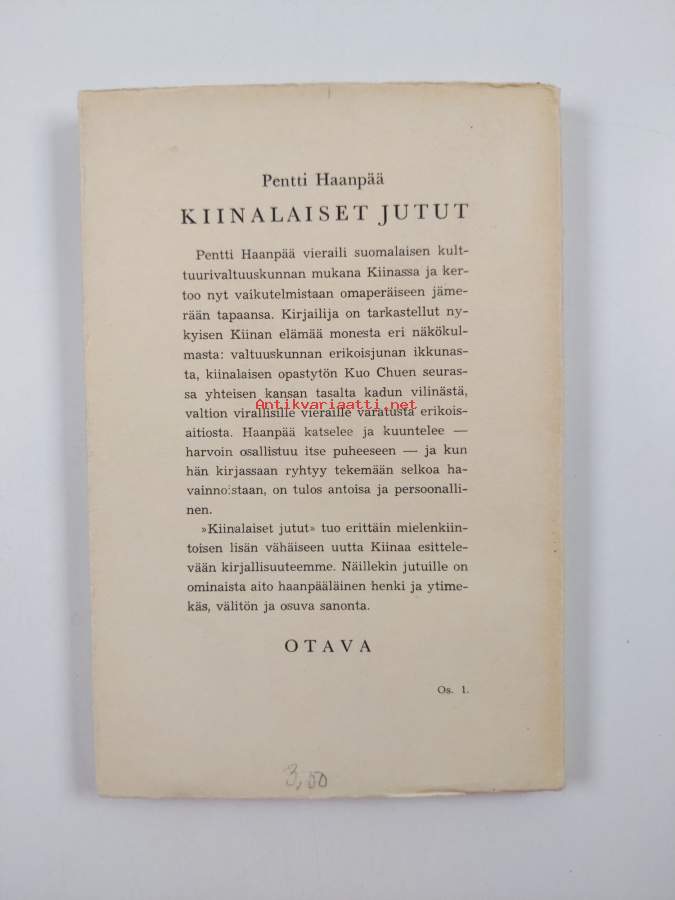 Pentti Haanpää
KIINALAISET JUTUT
Pentti Haanpää vieraili suomalaisen kult-
tuurivaltuuskunnan mukana Kiinassa ja ker-
too nyt vaikutelmistaan omaperäiseen jäme-
rään tapaansa. Kirjailija on tarkastellut ny-
kyisen Kiinan elämää monesta eri näkökul-
masta: valtuuskunnan erikoisjunan ikkunas-
ta, kiinalaisen opastytön Kuo Chuen seuras-
sa yhteisen kansan tasalta kadun vilinästä,
Antikvariaatti.net
valtion virallisille vieraille varatusta erikois-
aitiosta. Haanpää katselee ja kuuntelee —
harvoin osallistuu itse puheeseen — ja kun
hän kirjassaan ryhtyy tekemään selkoa ha-
vainno:staan, on tulos antoisa ja persoonalli-
nen.
»Kiinalaiset jutut» tuo erittäin mielenkiin-
toisen lisän vähäiseen uutta Kiinaa esittele-
vään kirjallisuuteemme. Näillekin jutuille on
ominaista aito haanpääläinen henki ja ytime-
käs, välitön ja osuva sanonta.
OTAVA
Os. 1.
3,00